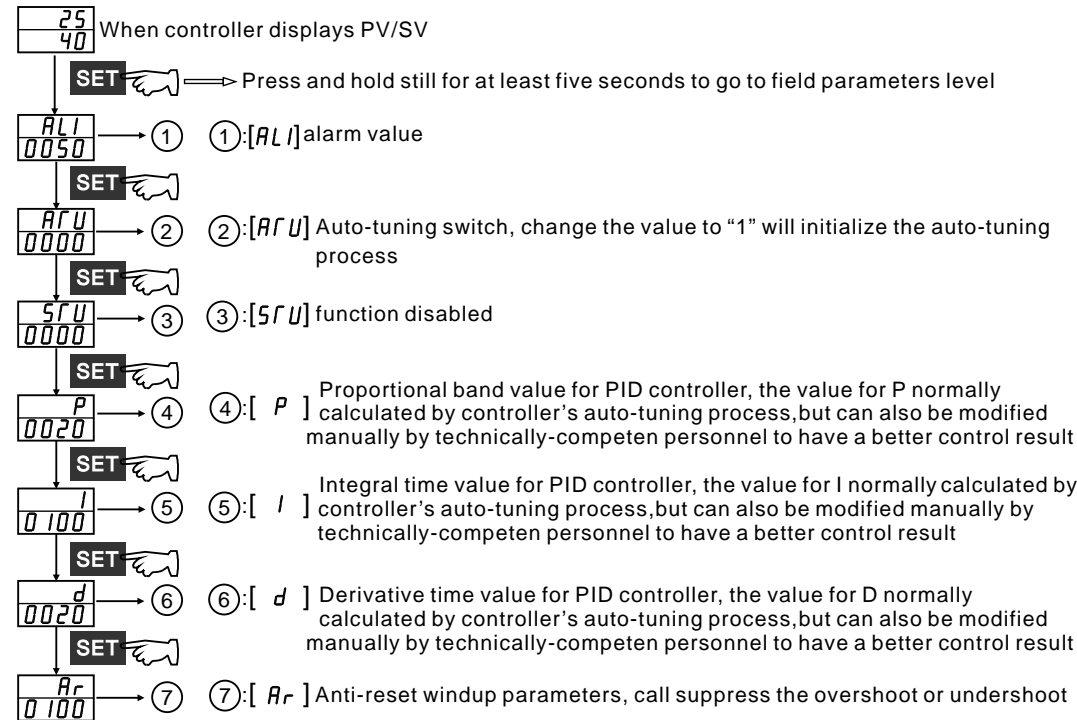 25
40
When controller displays PV/SV
SET Press and hold still for at least five seconds to go to field parameters level
AL1
0050
1 1:[AL1]alarm value
SET
ATU
0000
2 2:[ATU] Auto-tuning switch, change the value to “1” will initialize the auto-tuning
process
SET
STU
0000
3 3:[STU] function disabled
SET
P
0020
4 4:[ P ] Proportional band value for PID controller, the value for P normally
calculated by controller’s auto-tuning process,but can also be modified
manually by technically-competen personnel to have a better control result
SET
I
0100
5 5:[ I ] Integral time value for PID controller, the value for I normally calculated by
controller’s auto-tuning process,but can also be modified manually by
technically-competen personnel to have a better control result
SET
d
0020
6 6:[ d ] Derivative time value for PID controller, the value for D normally
calculated by controller’s auto-tuning process,but can also be modified
manually by technically-competen personnel to have a better control result
SET
Ar
0100
7 7:[ Ar ] Anti-reset windup parameters, call suppress the overshoot or undershoot